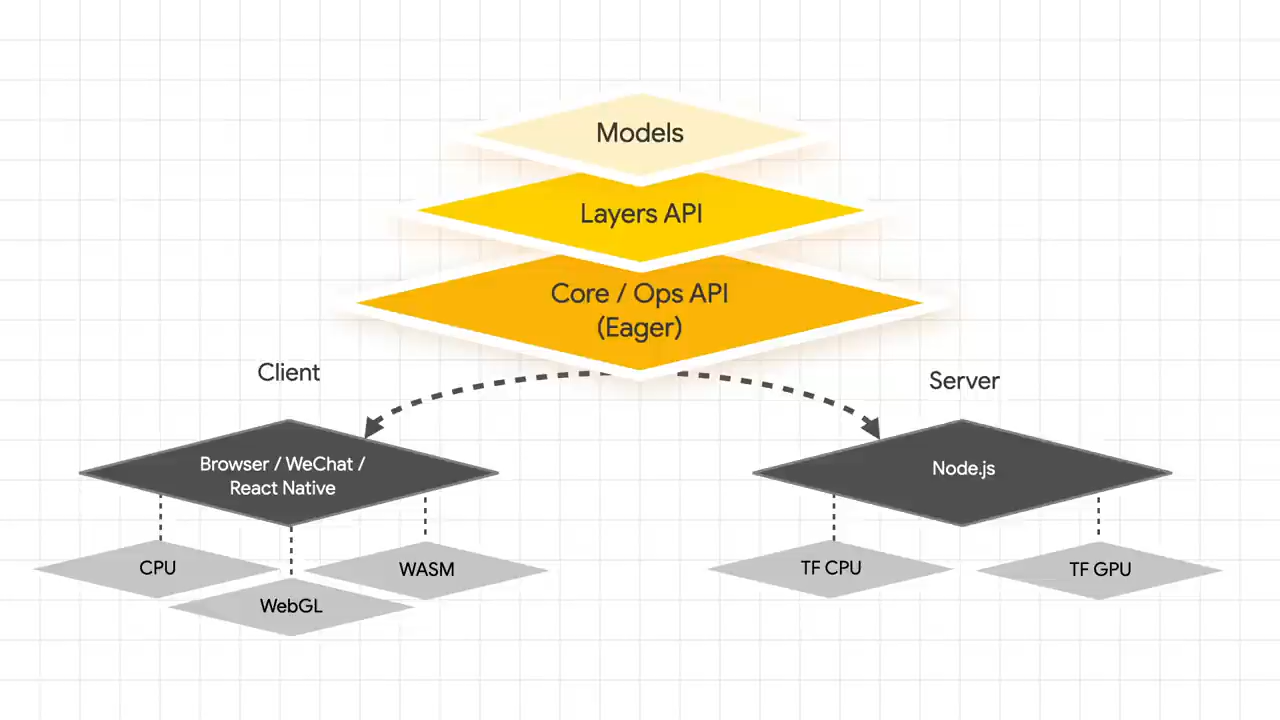 Models
Layers API
Core / Ops API
(Eager)
Client
Server
Browser / WeChat /
React Native
Node.js
CPU
WebGL
WASM
TF CPU
TF GPU